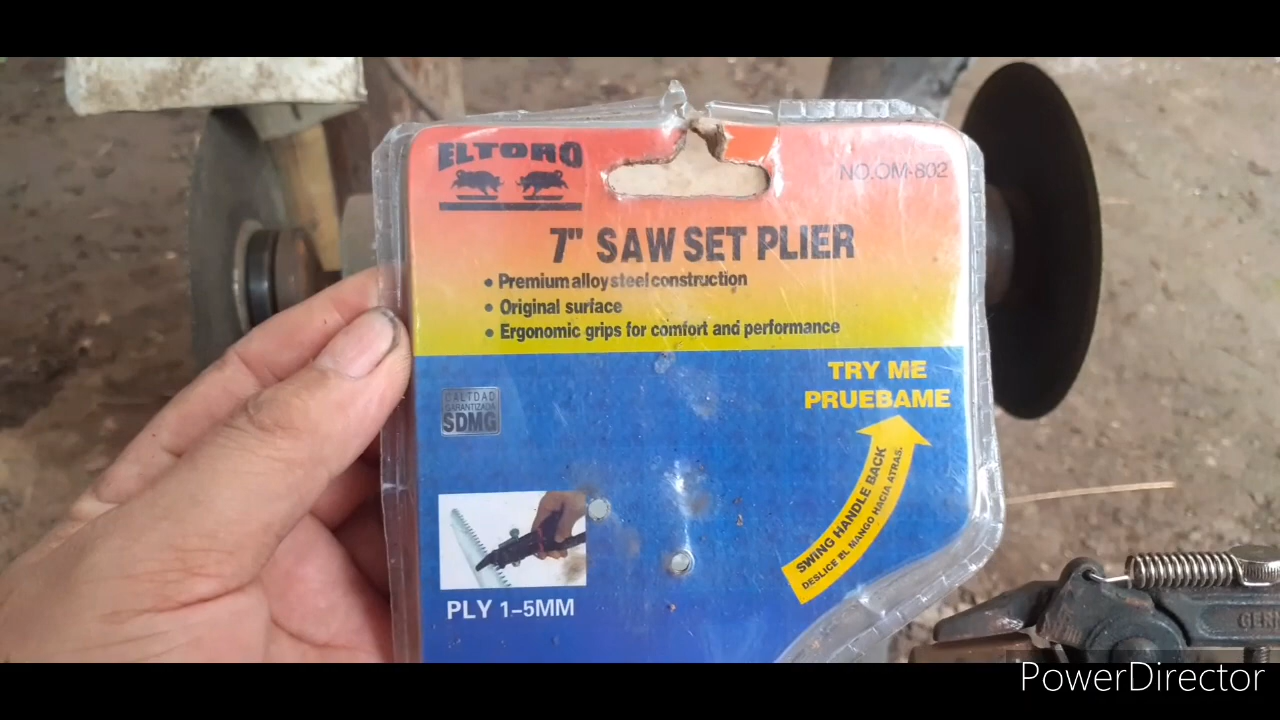 ELTORO
NO.OM-802
7" SAW SET PLIER
• Premium alloy steel construction
• Original surface
• Ergonomic grips for comfort and performance
TRY ME
PRUEBAME
CALIDAD
GARANTIZADA
SDMG
SWING HANDLE BACK
DESLICE EL MANGO HACIA ATRAS.
PLY 1-5MM
PowerDirector